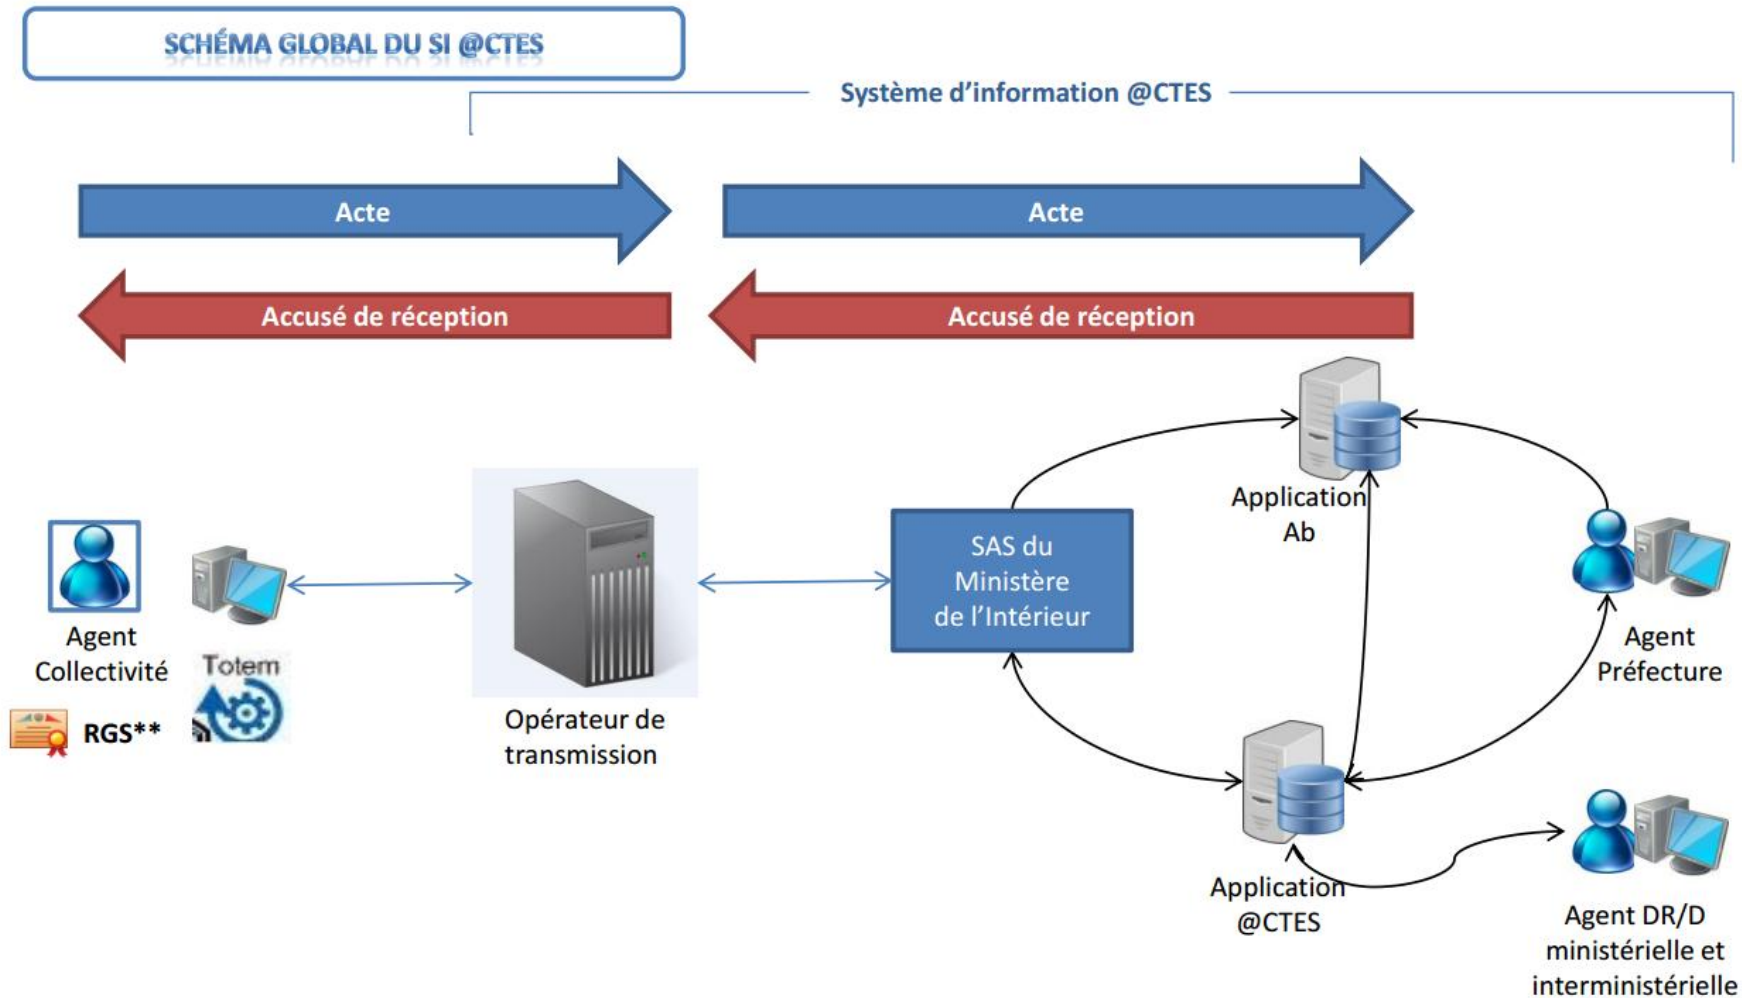 SCHÉMA GLOBAL DU SI @CTES
Système d'information @CTES
Acte
Acte
Accusé de réception
Accusé de réception
Application
Ab
SAS du
Ministère
de l'Intérieur
Agent
Collectivité
Totem
RGS**
Opérateur de
transmission
Agent
Préfecture
Application
@CTES
Agent DR/D
ministérielle et
interministérielle